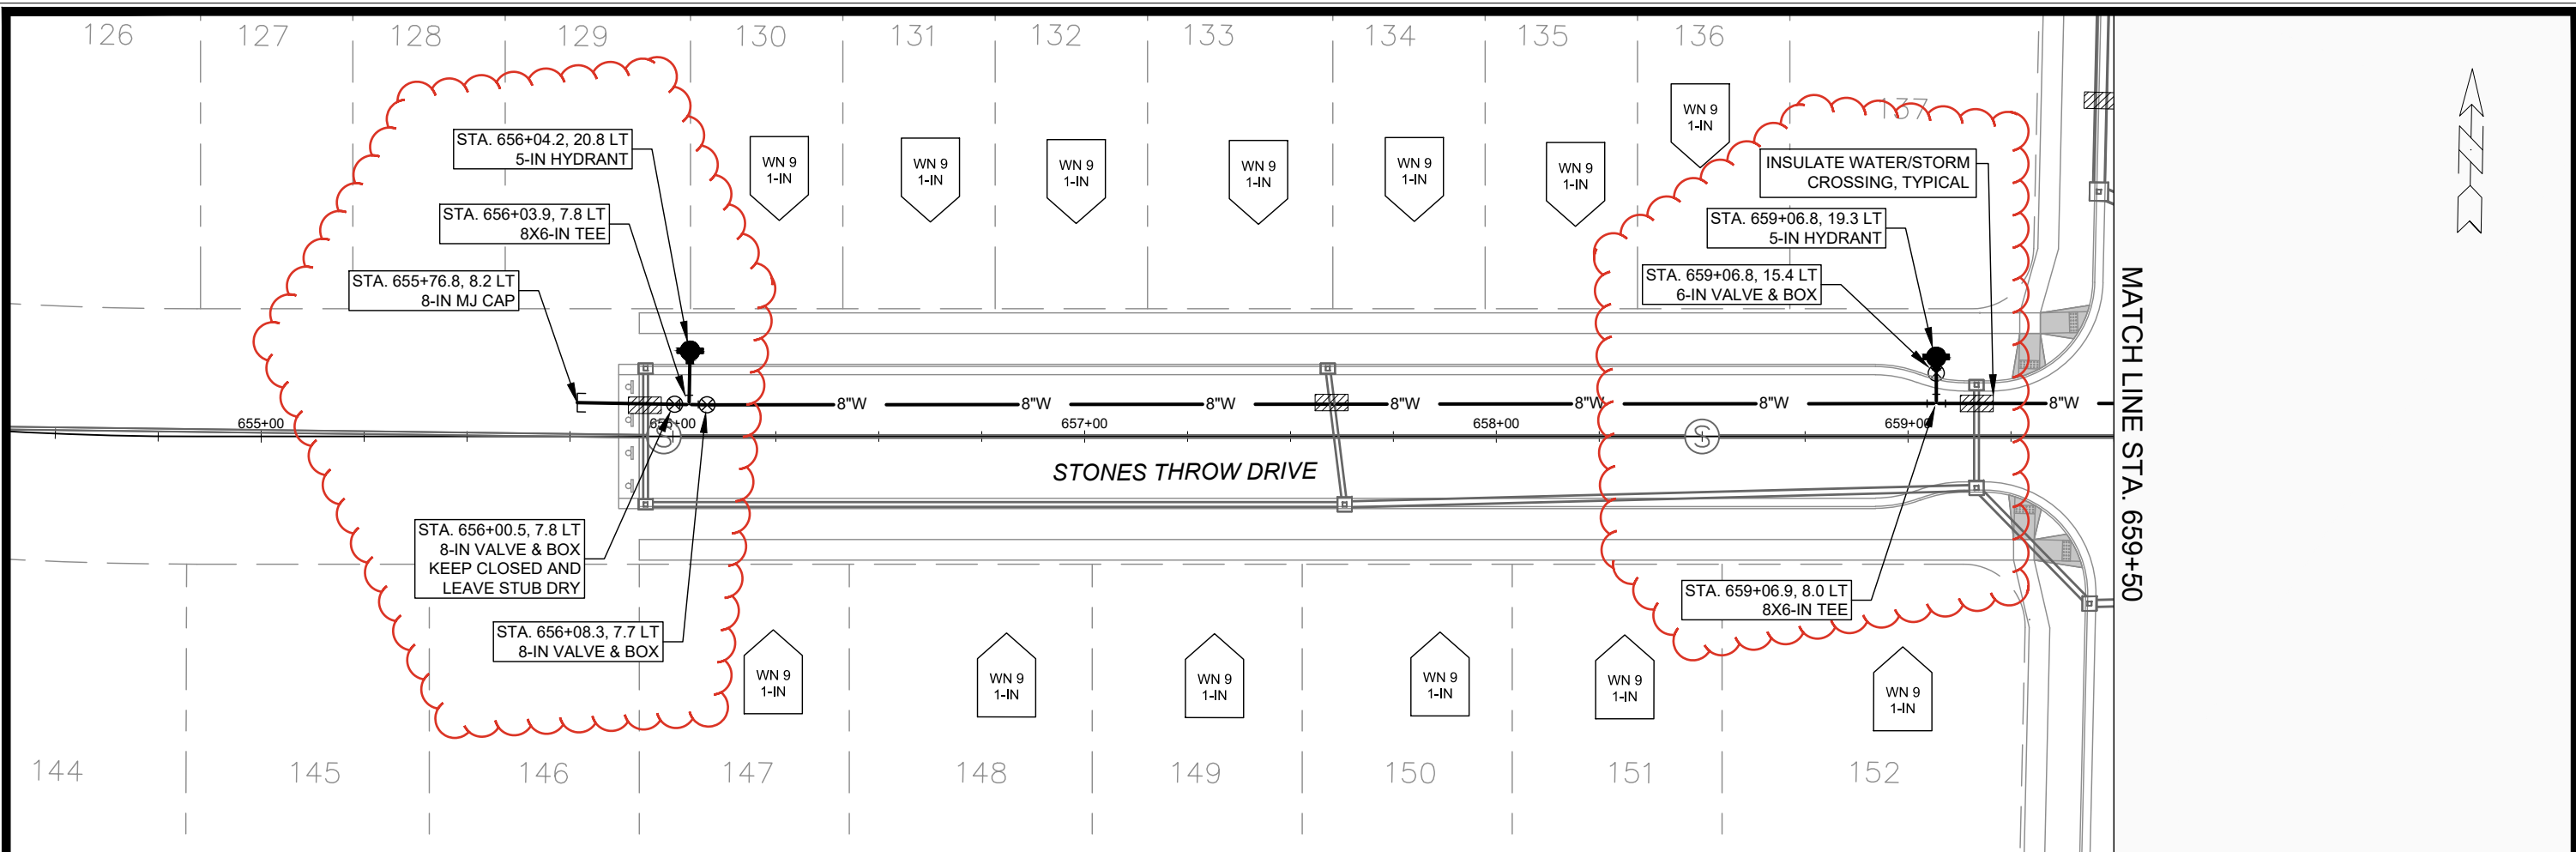 126
127
128
129
130
131
132
133
134
135
136
137
STA. 656+04.2, 20.8 LT
5-IN HYDRANT
STA. 656+03.9, 7.8 LT
8X6-IN TEE
STA. 655+76.8, 8.2 LT
8-IN MJ CAP
WN 9
1-IN
WN 9
1-IN
WN 9
1-IN
WN 9
1-IN
WN 9
1-IN
WN 9
1-IN
WN 9
1-IN
INSULATE WATER/STORM
CROSSING, TYPICAL
STA. 659+06.8, 19.3 LT
5-IN HYDRANT
STA. 659+06.8, 15.4 LT
6-IN VALVE & BOX
N
MATCH LINE STA. 659+50
8"W
8"W
8"W
8"W
8"W
8"W
8"W
655+00
656+00
657+00
658+00
659+00
S
S
STONES THROW DRIVE
STA. 656+00.5, 7.8 LT
8-IN VALVE & BOX
KEEP CLOSED AND
LEAVE STUB DRY
STA. 656+08.3, 7.7 LT
8-IN VALVE & BOX
STA. 659+06.9, 8.0 LT
8X6-IN TEE
WN 9
1-IN
WN 9
1-IN
WN 9
1-IN
WN 9
1-IN
WN 9
1-IN
WN 9
1-IN
144
145
146
147
148
149
150
151
152